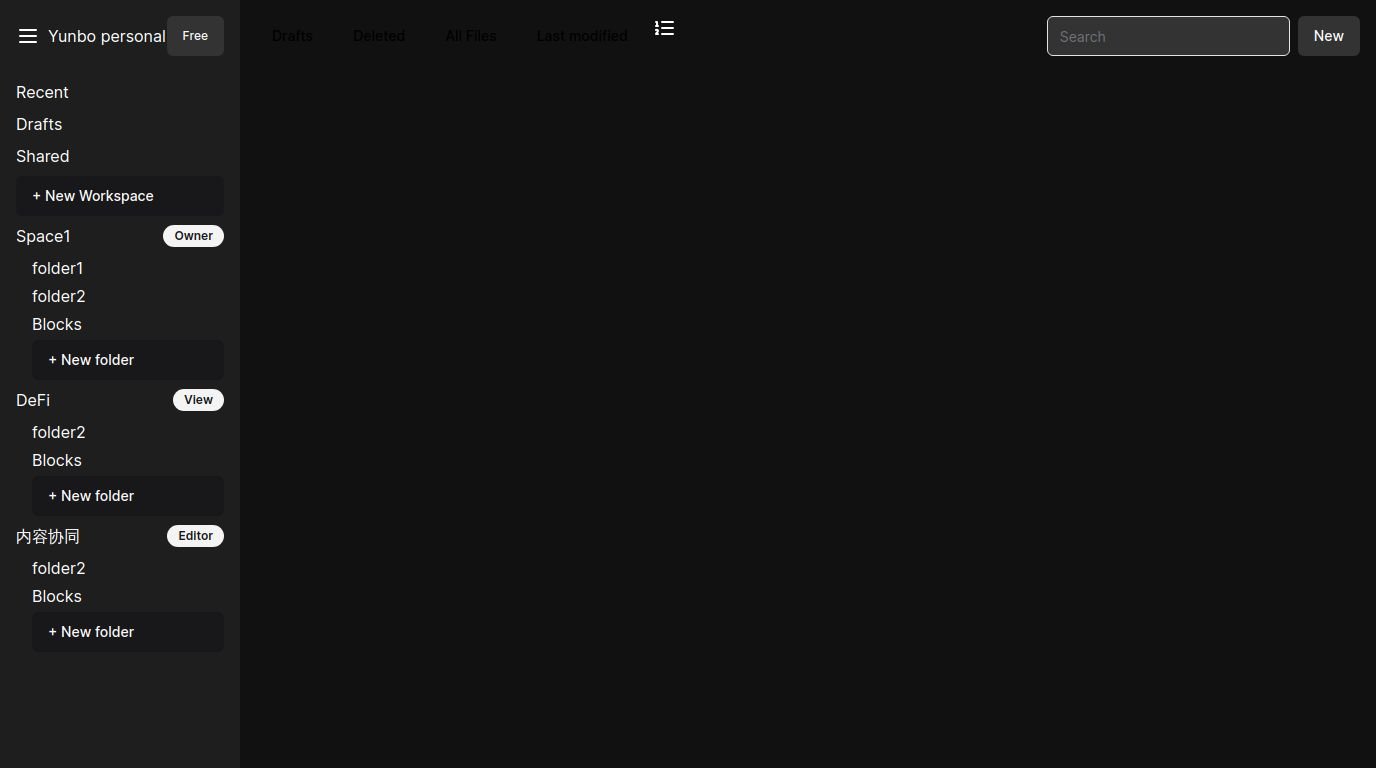 Yunbo personal Free
Drafts Deleted All Files Last modified
Search
New
Recent
Drafts
Shared
+ New Workspace
Space1 Owner
folder1
folder2
Blocks
+ New folder
DeFi View
folder2
Blocks
+ New folder
内容协同 Editor
folder2
Blocks
+ New folder